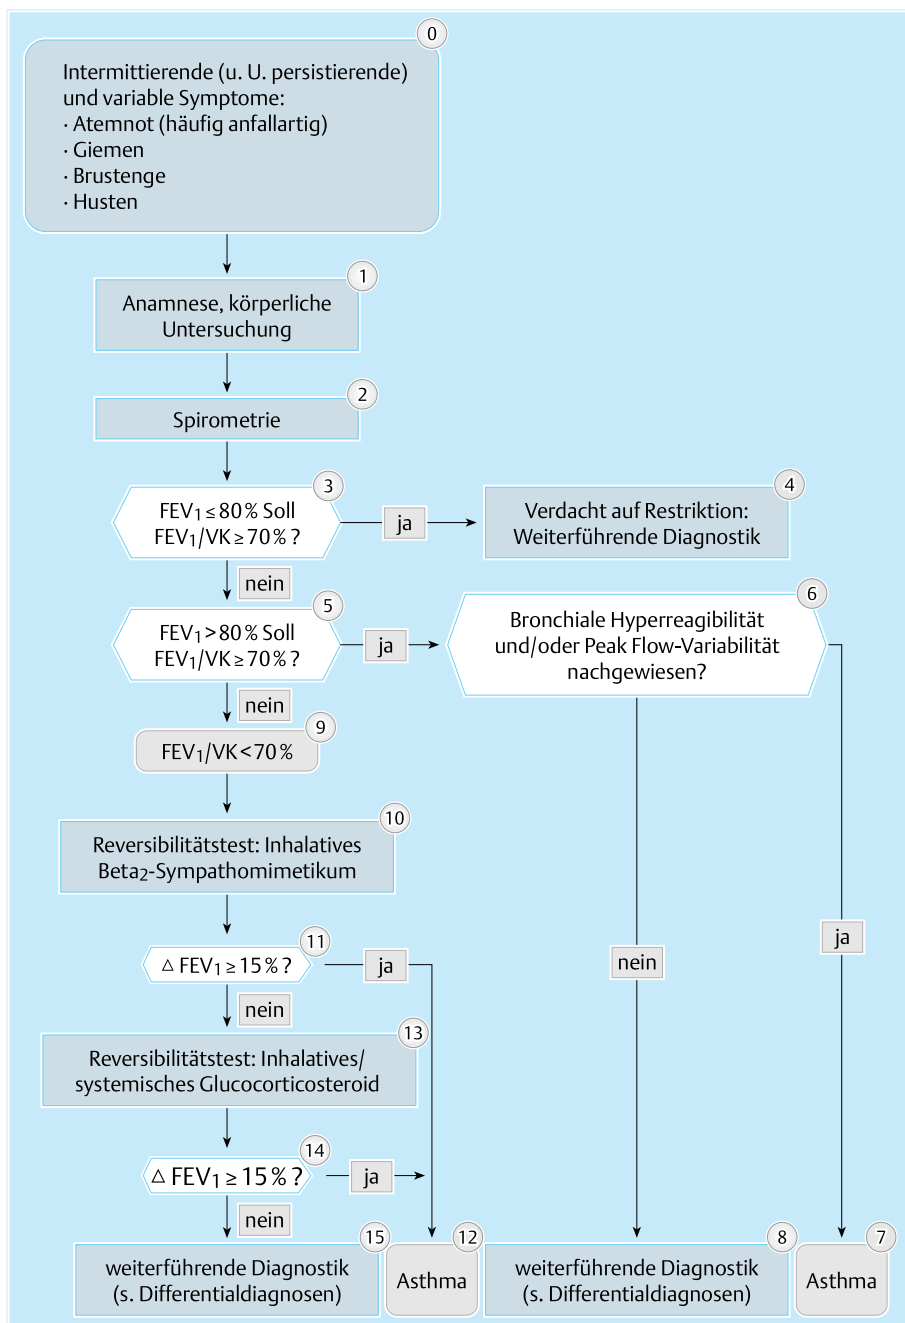 0
Intermittierende (u. U. persistierende)
und variable Symptome:
· Atemnot (häufig anfallartig)
· Giemen
· Brustenge
· Husten
1
Anamnese, körperliche
Untersuchung
2
Spirometrie
3
FEV₁ ≤ 80 % Soll
FEV₁/VK ≥ 70 % ?
ja
4
Verdacht auf Restriktion:
Weiterführende Diagnostik
nein
5
FEV₁ > 80 % Soll
FEV₁/VK ≥ 70 % ?
ja
6
Bronchiale Hyperreagibilität
und/oder Peak Flow-Variabilität
nachgewiesen?
nein
9
FEV₁/VK < 70 %
10
Reversibilitätstest: Inhalatives
Beta₂-Sympathomimetikum
11
△ FEV₁ ≥ 15 % ?
ja
nein
ja
nein
13
Reversibilitätstest: Inhalatives/
systemisches Glucocorticosteroid
14
△ FEV₁ ≥ 15 % ?
ja
nein
15
weiterführende Diagnostik
(s. Differentialdiagnosen)
12
Asthma
8
weiterführende Diagnostik
(s. Differentialdiagnosen)
7
Asthma